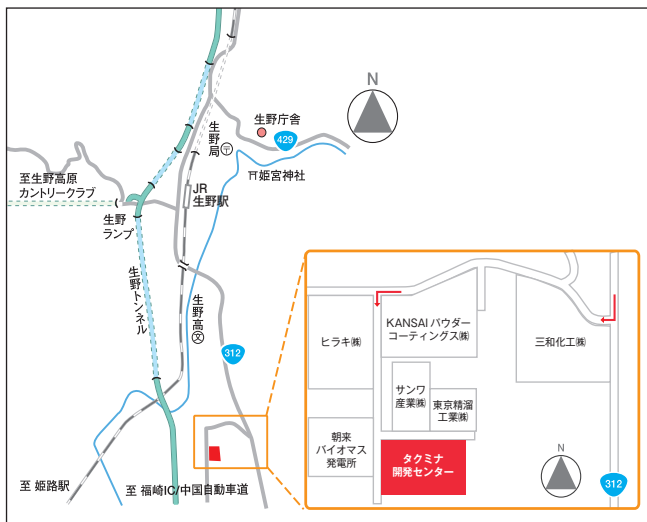 N
生野庁舎
生野局
〒
429
⛩姫宮神社
至生野高原
カントリークラブ
JR
生野駅
生野
ランプ
生野トンネル
生野高
文
312
至 姫路駅
至 福崎IC/中国自動車道
ヒラキ㈱
KANSAI パウダー
コーティングス㈱
三和化工㈱
サンワ
産業㈱
東京精溜
工業㈱
朝来
バイオマス
発電所
タクミナ
開発センター
N
312